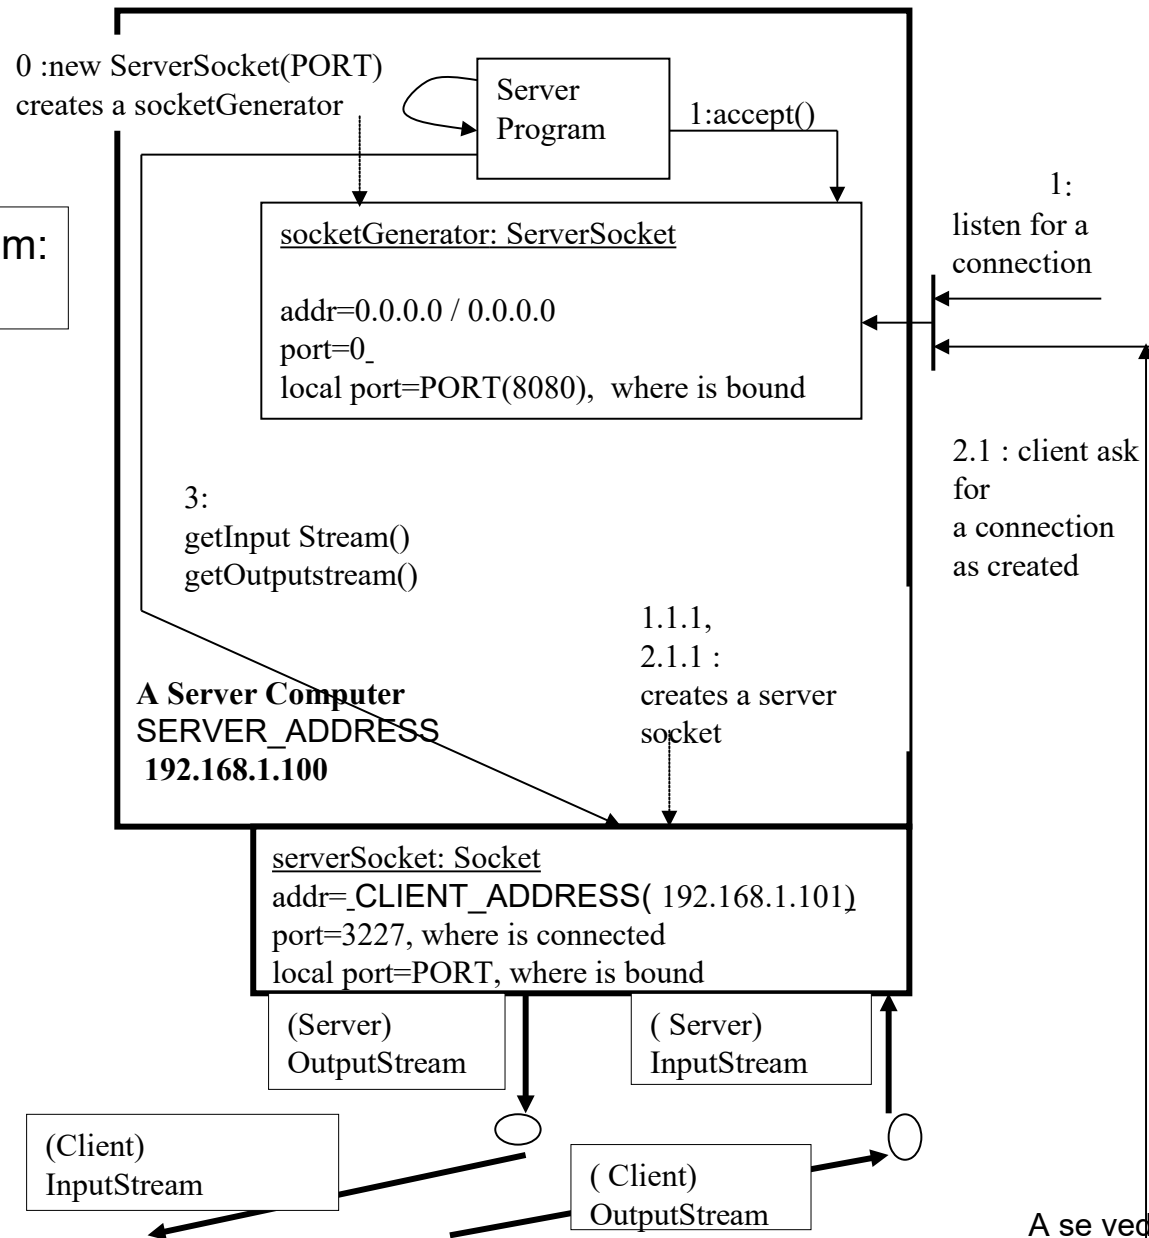 0 :new ServerSocket(PORT)
creates a socketGenerator
Server
Program
1:accept()
m:
socketGenerator: ServerSocket
addr=0.0.0.0 / 0.0.0.0
port=0
local port=PORT(8080),  where is bound
1:
listen for a
connection
2.1 : client ask
for
a connection
as created
3:
getInput Stream()
getOutputstream()
1.1.1,
2.1.1 :
creates a server
socket
A Server Computer
SERVER_ADDRESS
192.168.1.100
serverSocket: Socket
addr= CLIENT_ADDRESS( 192.168.1.101)
port=3227, where is connected
local port=PORT, where is bound
(Server)
OutputStream
( Server)
InputStream
(Client)
InputStream
( Client)
OutputStream
A se ved